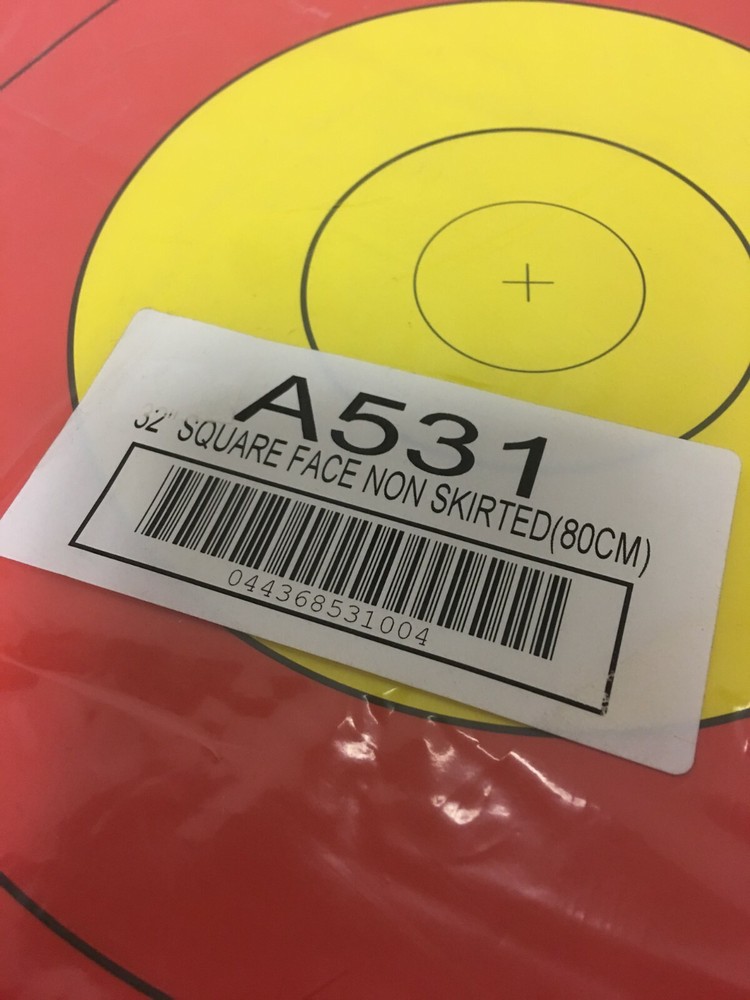 A531
32" SQUARE FACE NON SKIRTED(80CM)
044368531004